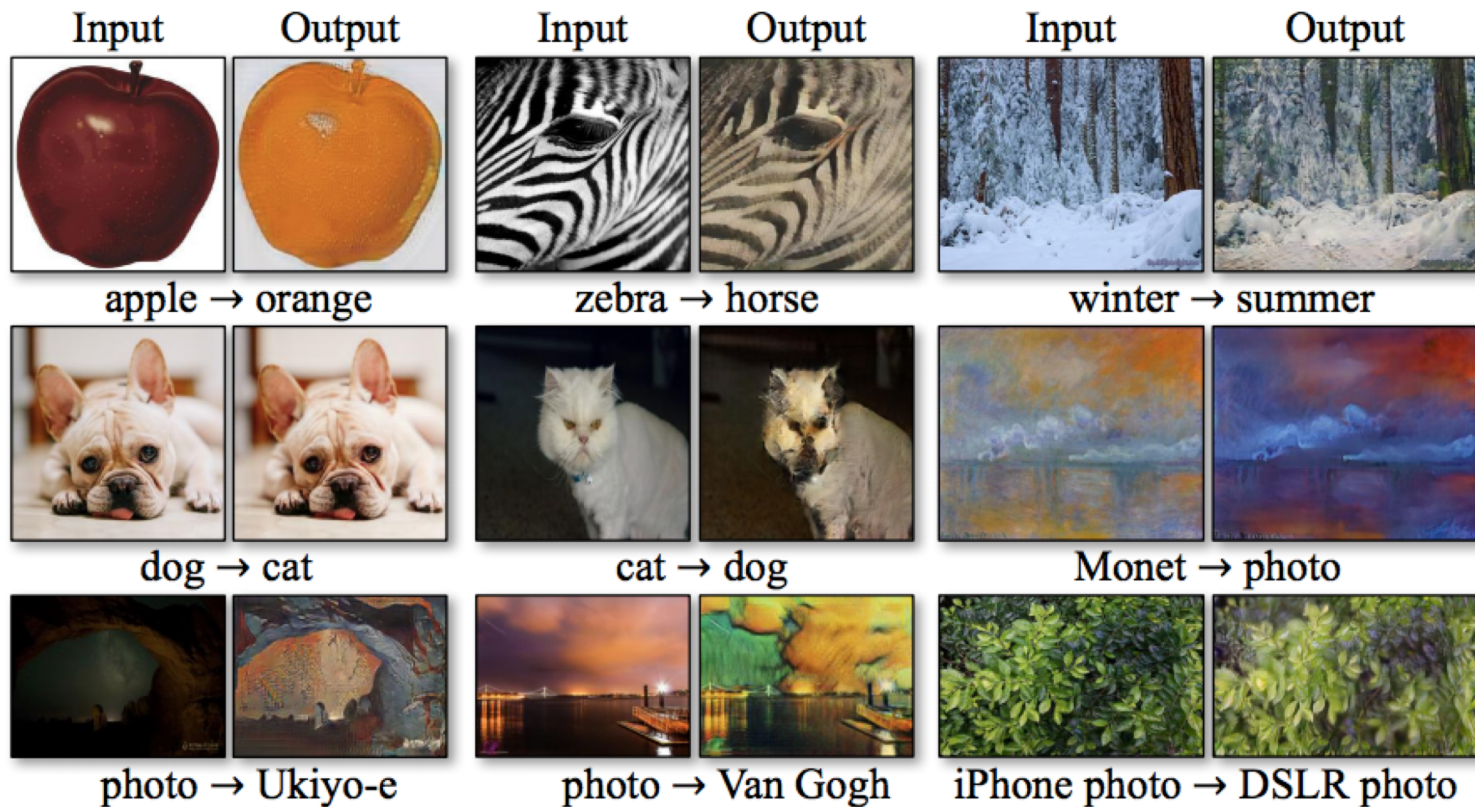 Input Output Input Output Input Output
apple → orange zebra → horse winter → summer
dog → cat cat → dog Monet → photo
photo → Ukiyo-e photo → Van Gogh iPhone photo → DSLR photo